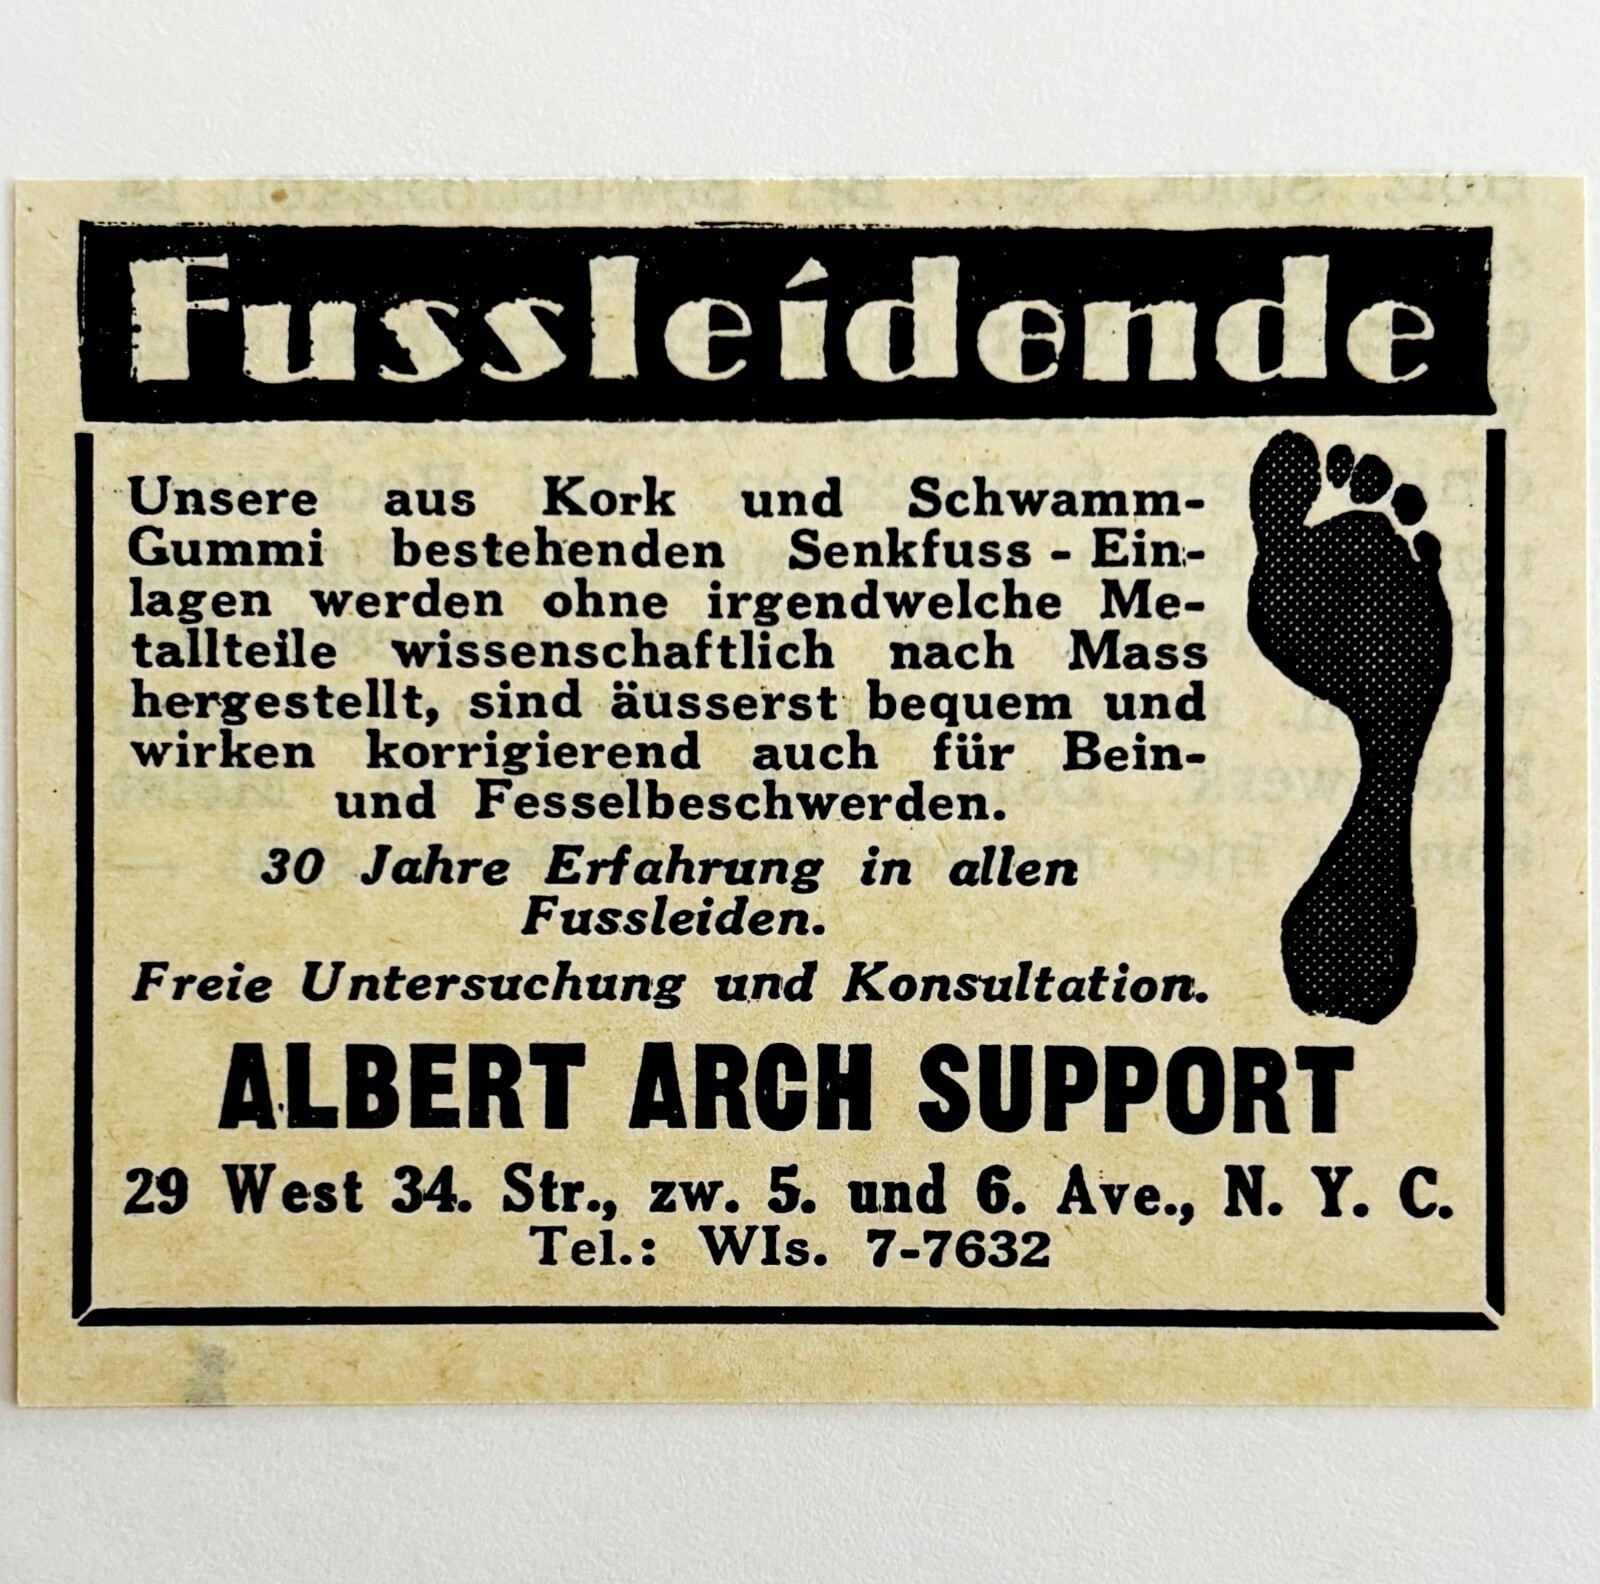 Fussleidende
Unsere aus Kork und Schwamm-
Gummi bestehenden Senkfuss - Ein-
lagen werden ohne irgendwelche Me-
tallteile wissenschaftlich nach Mass
hergestellt, sind äusserst bequem und
wirken korrigierend auch für Bein-
und Fesselbeschwerden.
30 Jahre Erfahrung in allen
Fussleiden.
Freie Untersuchung und Konsultation.
ALBERT ARCH SUPPORT
29 West 34. Str., zw. 5. und 6. Ave., N. Y. C.
Tel.: WIs. 7-7632